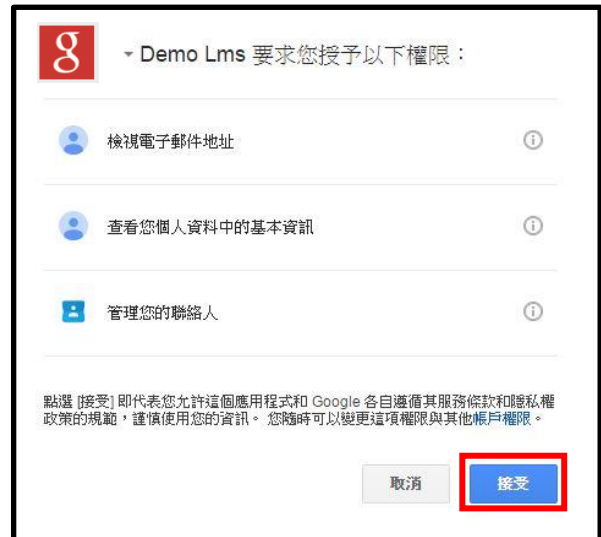 g
Demo Lms 要求您授予以下權限：
檢視電子郵件地址
查看您個人資料中的基本資訊
管理您的聯絡人
點選 [接受] 即代表您允許這個應用程式和 Google 各自遵循其服務條款和隱私權
政策的規範，謹慎使用您的資訊。 您隨時可以變更這項權限與其他帳戶權限。
取消 接受